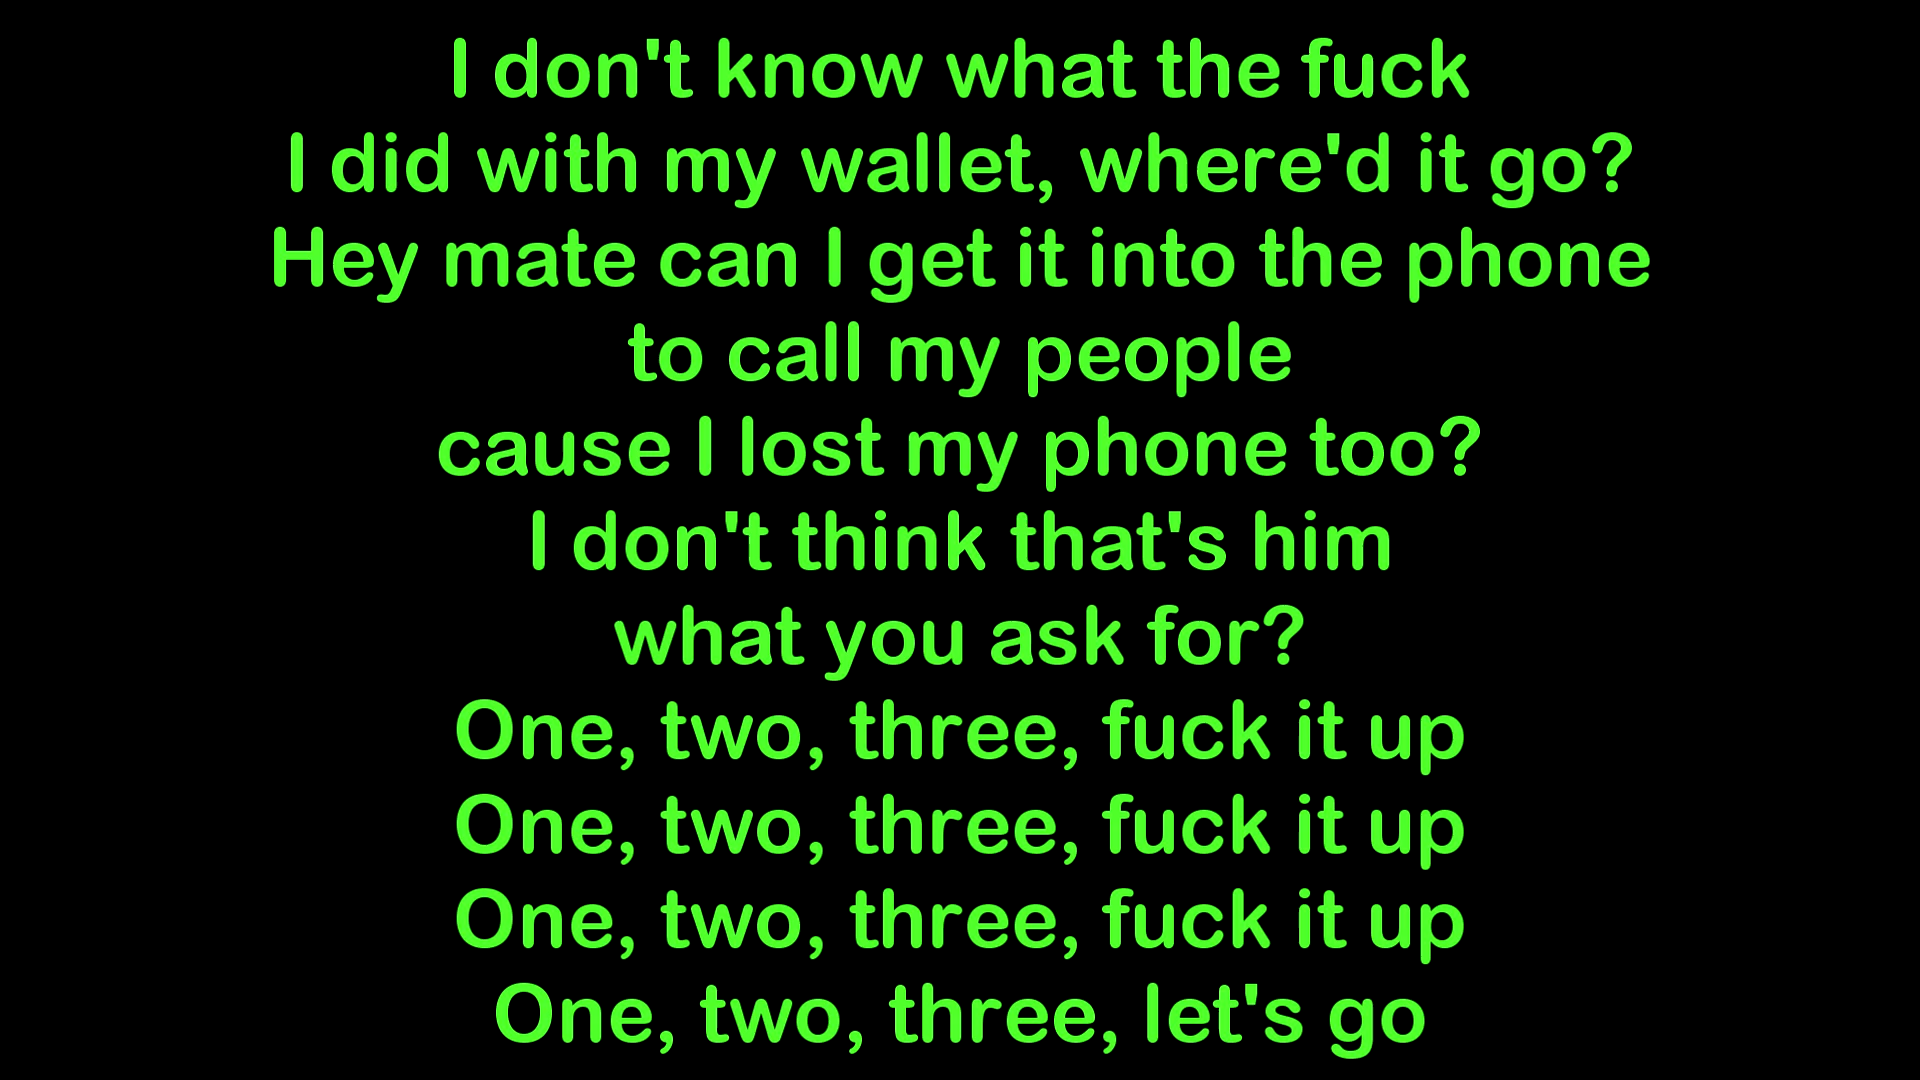 I don't know what the fuck
I did with my wallet, where'd it go?
Hey mate can I get it into the phone
to call my people
cause I lost my phone too?
I don't think that's him
what you ask for?
One, two, three, fuck it up
One, two, three, fuck it up
One, two, three, fuck it up
One, two, three, let's go